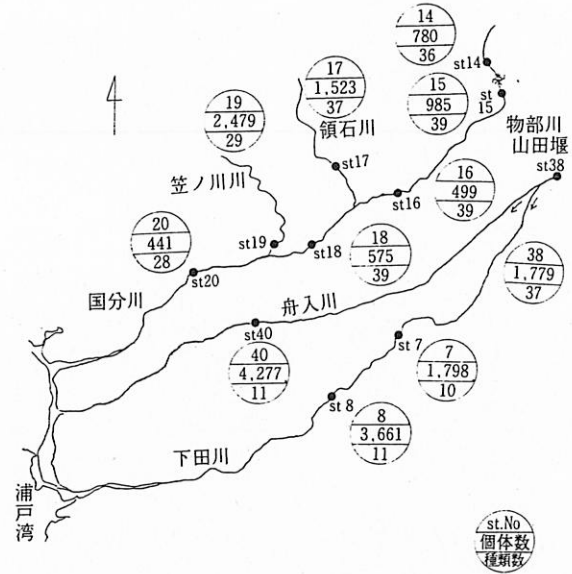 14
780
36
st14
15
985
39
st
15
17
1,523
37
領石川
st17
19
2,479
29
笠ノ川川
物部川
山田堰
st38
16
499
39
st16
20
441
28
st20
st19
st18
18
575
39
38
1,779
37
国分川
舟入川
st40
40
4,277
11
st 7
7
1,798
10
st 8
8
3,661
11
下田川
浦戸湾
st.No
個体数
種類数